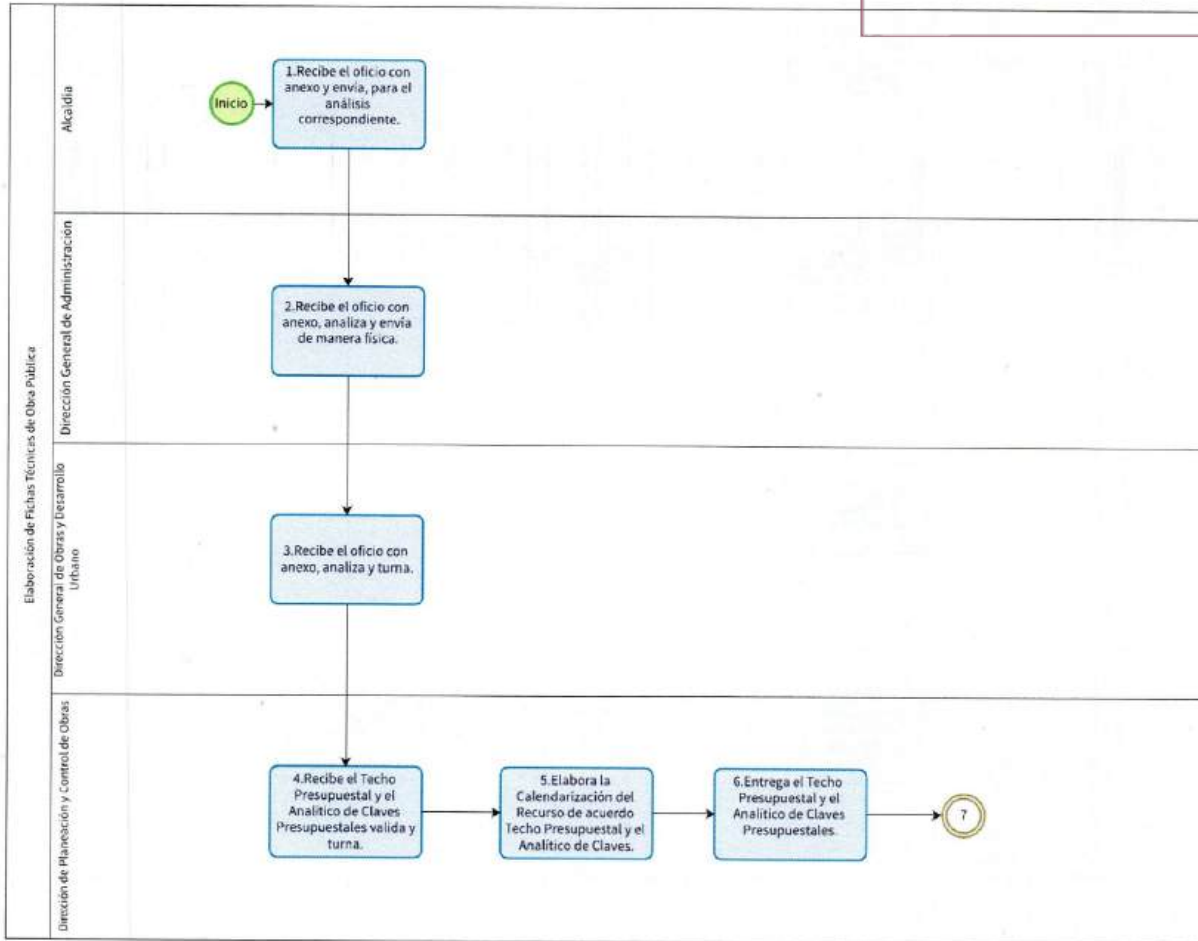 Elaboración de Fichas Técnicas de Obra Pública
Alcaldía
Inicio
1.Recibe el oficio con
anexo y envía, para el
análisis
correspondiente.
Dirección General de Administración
2.Recibe el oficio con
anexo, analiza y envía
de manera física.
Dirección General de Obras y Desarrollo
Urbano
3.Recibe el oficio con
anexo, analiza y turna.
Dirección de Planeación y Control de Obras
4.Recibe el Techo
Presupuestal y el
Analítico de Claves
Presupuestales valida y
turna.
5.Elabora la
Calendarización del
Recurso de acuerdo
Techo Presupuestal y el
Analítico de Claves.
6.Entrega el Techo
Presupuestal y el
Analítico de Claves
Presupuestales.
7